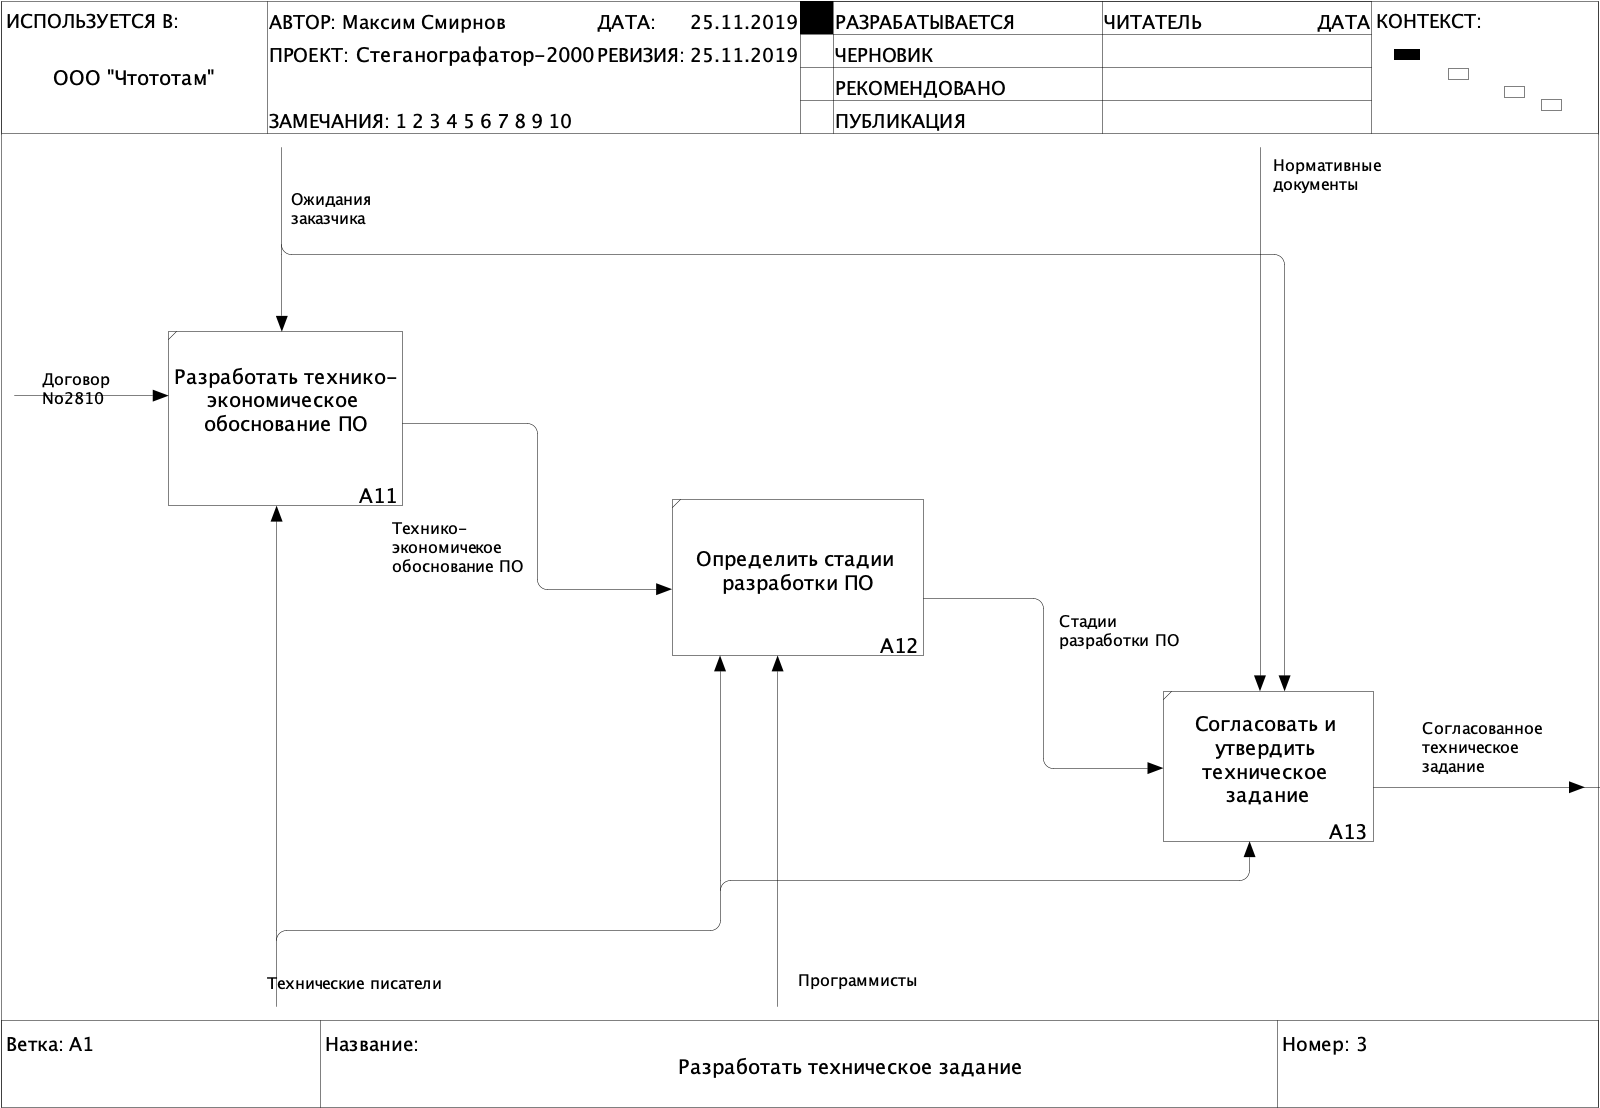 ИСПОЛЬЗУЕТСЯ В:
ООО "Чтототам"
АВТОР: Максим Смирнов
ДАТА: 25.11.2019
ПРОЕКТ: Стеганографатор-2000
РЕВИЗИЯ: 25.11.2019
ЗАМЕЧАНИЯ: 1 2 3 4 5 6 7 8 9 10
РАЗРАБАТЫВАЕТСЯ
ЧЕРНОВИК
РЕКОМЕНДОВАНО
ПУБЛИКАЦИЯ
ЧИТАТЕЛЬ
ДАТА
КОНТЕКСТ:
Ожидания
заказчика
Нормативные
документы
Договор
No2810
Разработать технико-
экономическое
обоснование ПО
A11
Технико-
экономичекое
обоснование ПО
Определить стадии
разработки ПО
A12
Стадии
разработки ПО
Согласовать и
утвердить
техническое
задание
A13
Согласованное
техническое
задание
Технические писатели
Программисты
Ветка: A1
Название:
Разработать техническое задание
Номер: 3